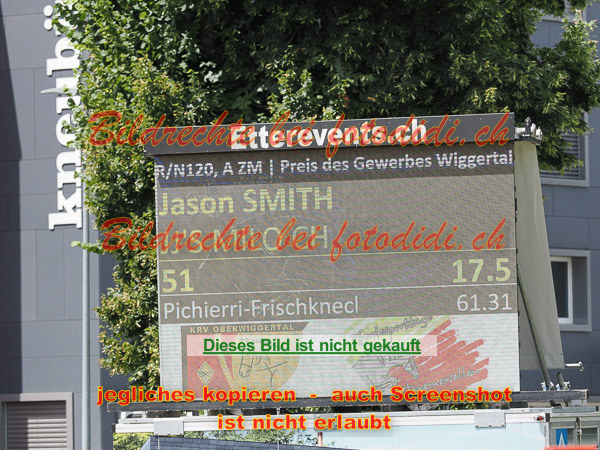 kneubü
Bildrechte bei fotodidi.ch
Etterevents.ch
R/N120, A ZM | Preis des Gewerbes Wiggertal
Jason SMITH
Bildrechte bei fotodidi.ch
51 17.5
Pichierri-Frischknecl 61.31
KRV OBERWIGGERTAL
Dieses Bild ist nicht gekauft
jegliches kopieren - auch Screenshot
ist nicht erlaubt